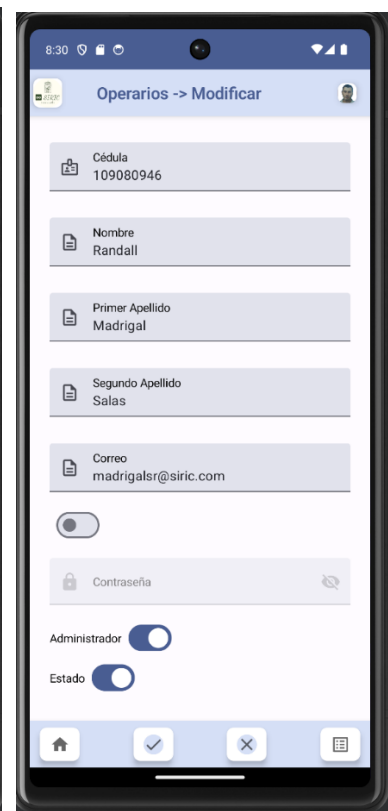 8:30
SIRIC
Operarios -> Modificar
Cédula
109080946
Nombre
Randall
Primer Apellido
Madrigal
Segundo Apellido
Salas
Correo
madrigalsr@siric.com
Contraseña
Administrador
Estado